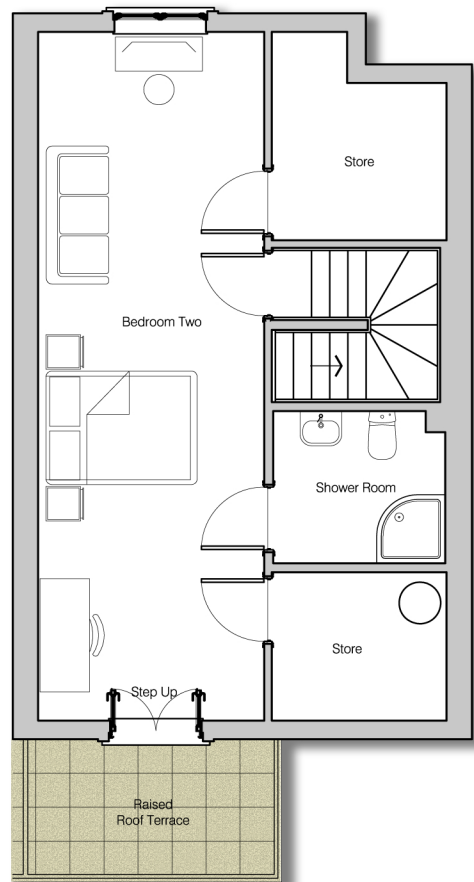 Store
Bedroom Two
Shower Room
Store
Step Up
Raised
Roof Terrace